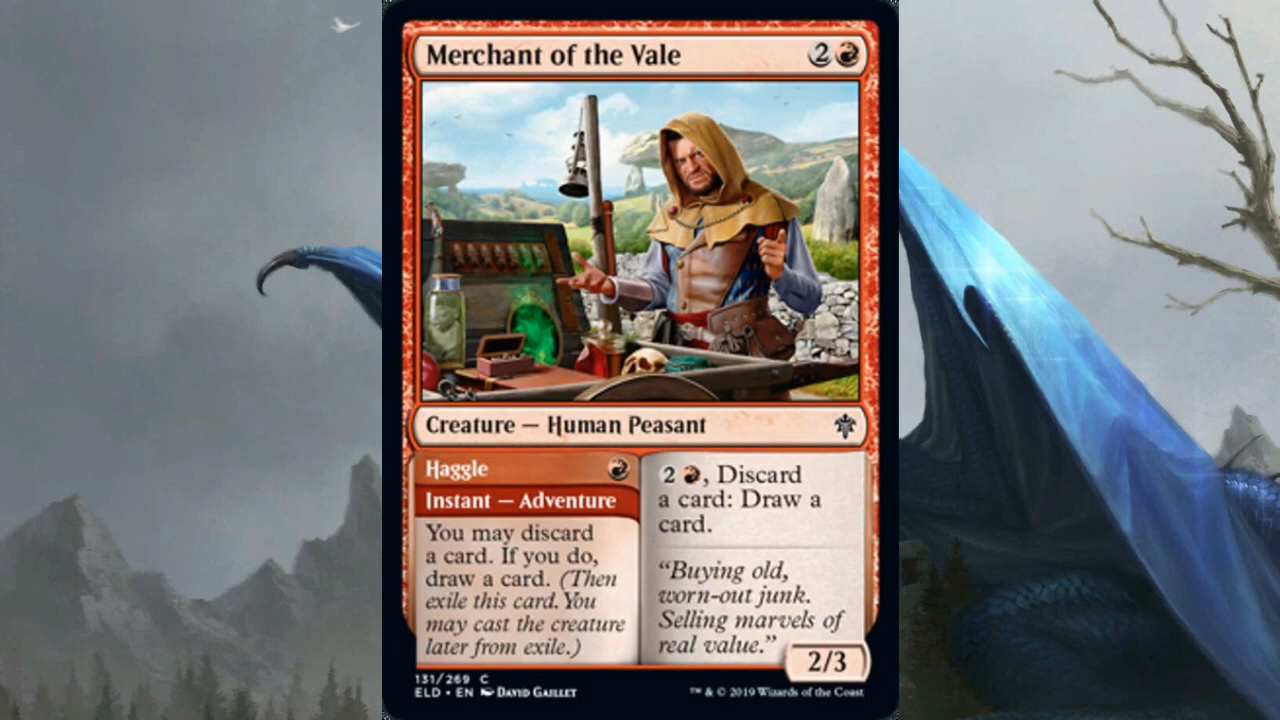 Merchant of the Vale 2
Creature — Human Peasant
Haggle
Instant — Adventure
You may discard
a card. If you do,
draw a card. (Then
exile this card. You
may cast the creature
later from exile.)
2 , Discard
a card: Draw a
card.
“Buying old,
worn-out junk.
Selling marvels of
real value.”
2/3
131/269 C
ELD • EN DAVID GAILLET
™ & © 2019 Wizards of the Coast